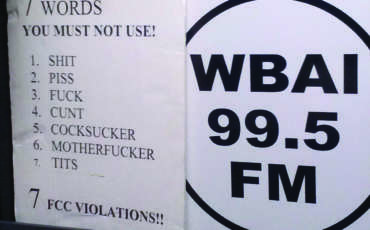 7 WORDS
YOU MUST NOT USE!
1. SHIT
2. PISS
3. FUCK
4. CUNT
5. COCKSUCKER
6. MOTHERFUCKER
7. TITS
7 FCC VIOLATIONS!!
WBAI
99.5
FM